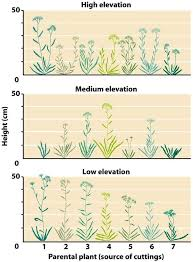 High elevation
50
0
Medium elevation
50
Height (cm)
0
Low elevation
50
0
1 2 3 4 5 6 7
Parental plant (source of cuttings)